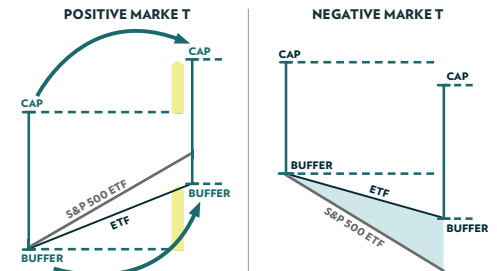 POSITIVE MARKE T
CAP
CAP
S&P 500 ETF
ETF
BUFFER
BUFFER
NEGATIVE MARKE T
CAP
CAP
BUFFER
ETF
S&P 500 ETF
BUFFER